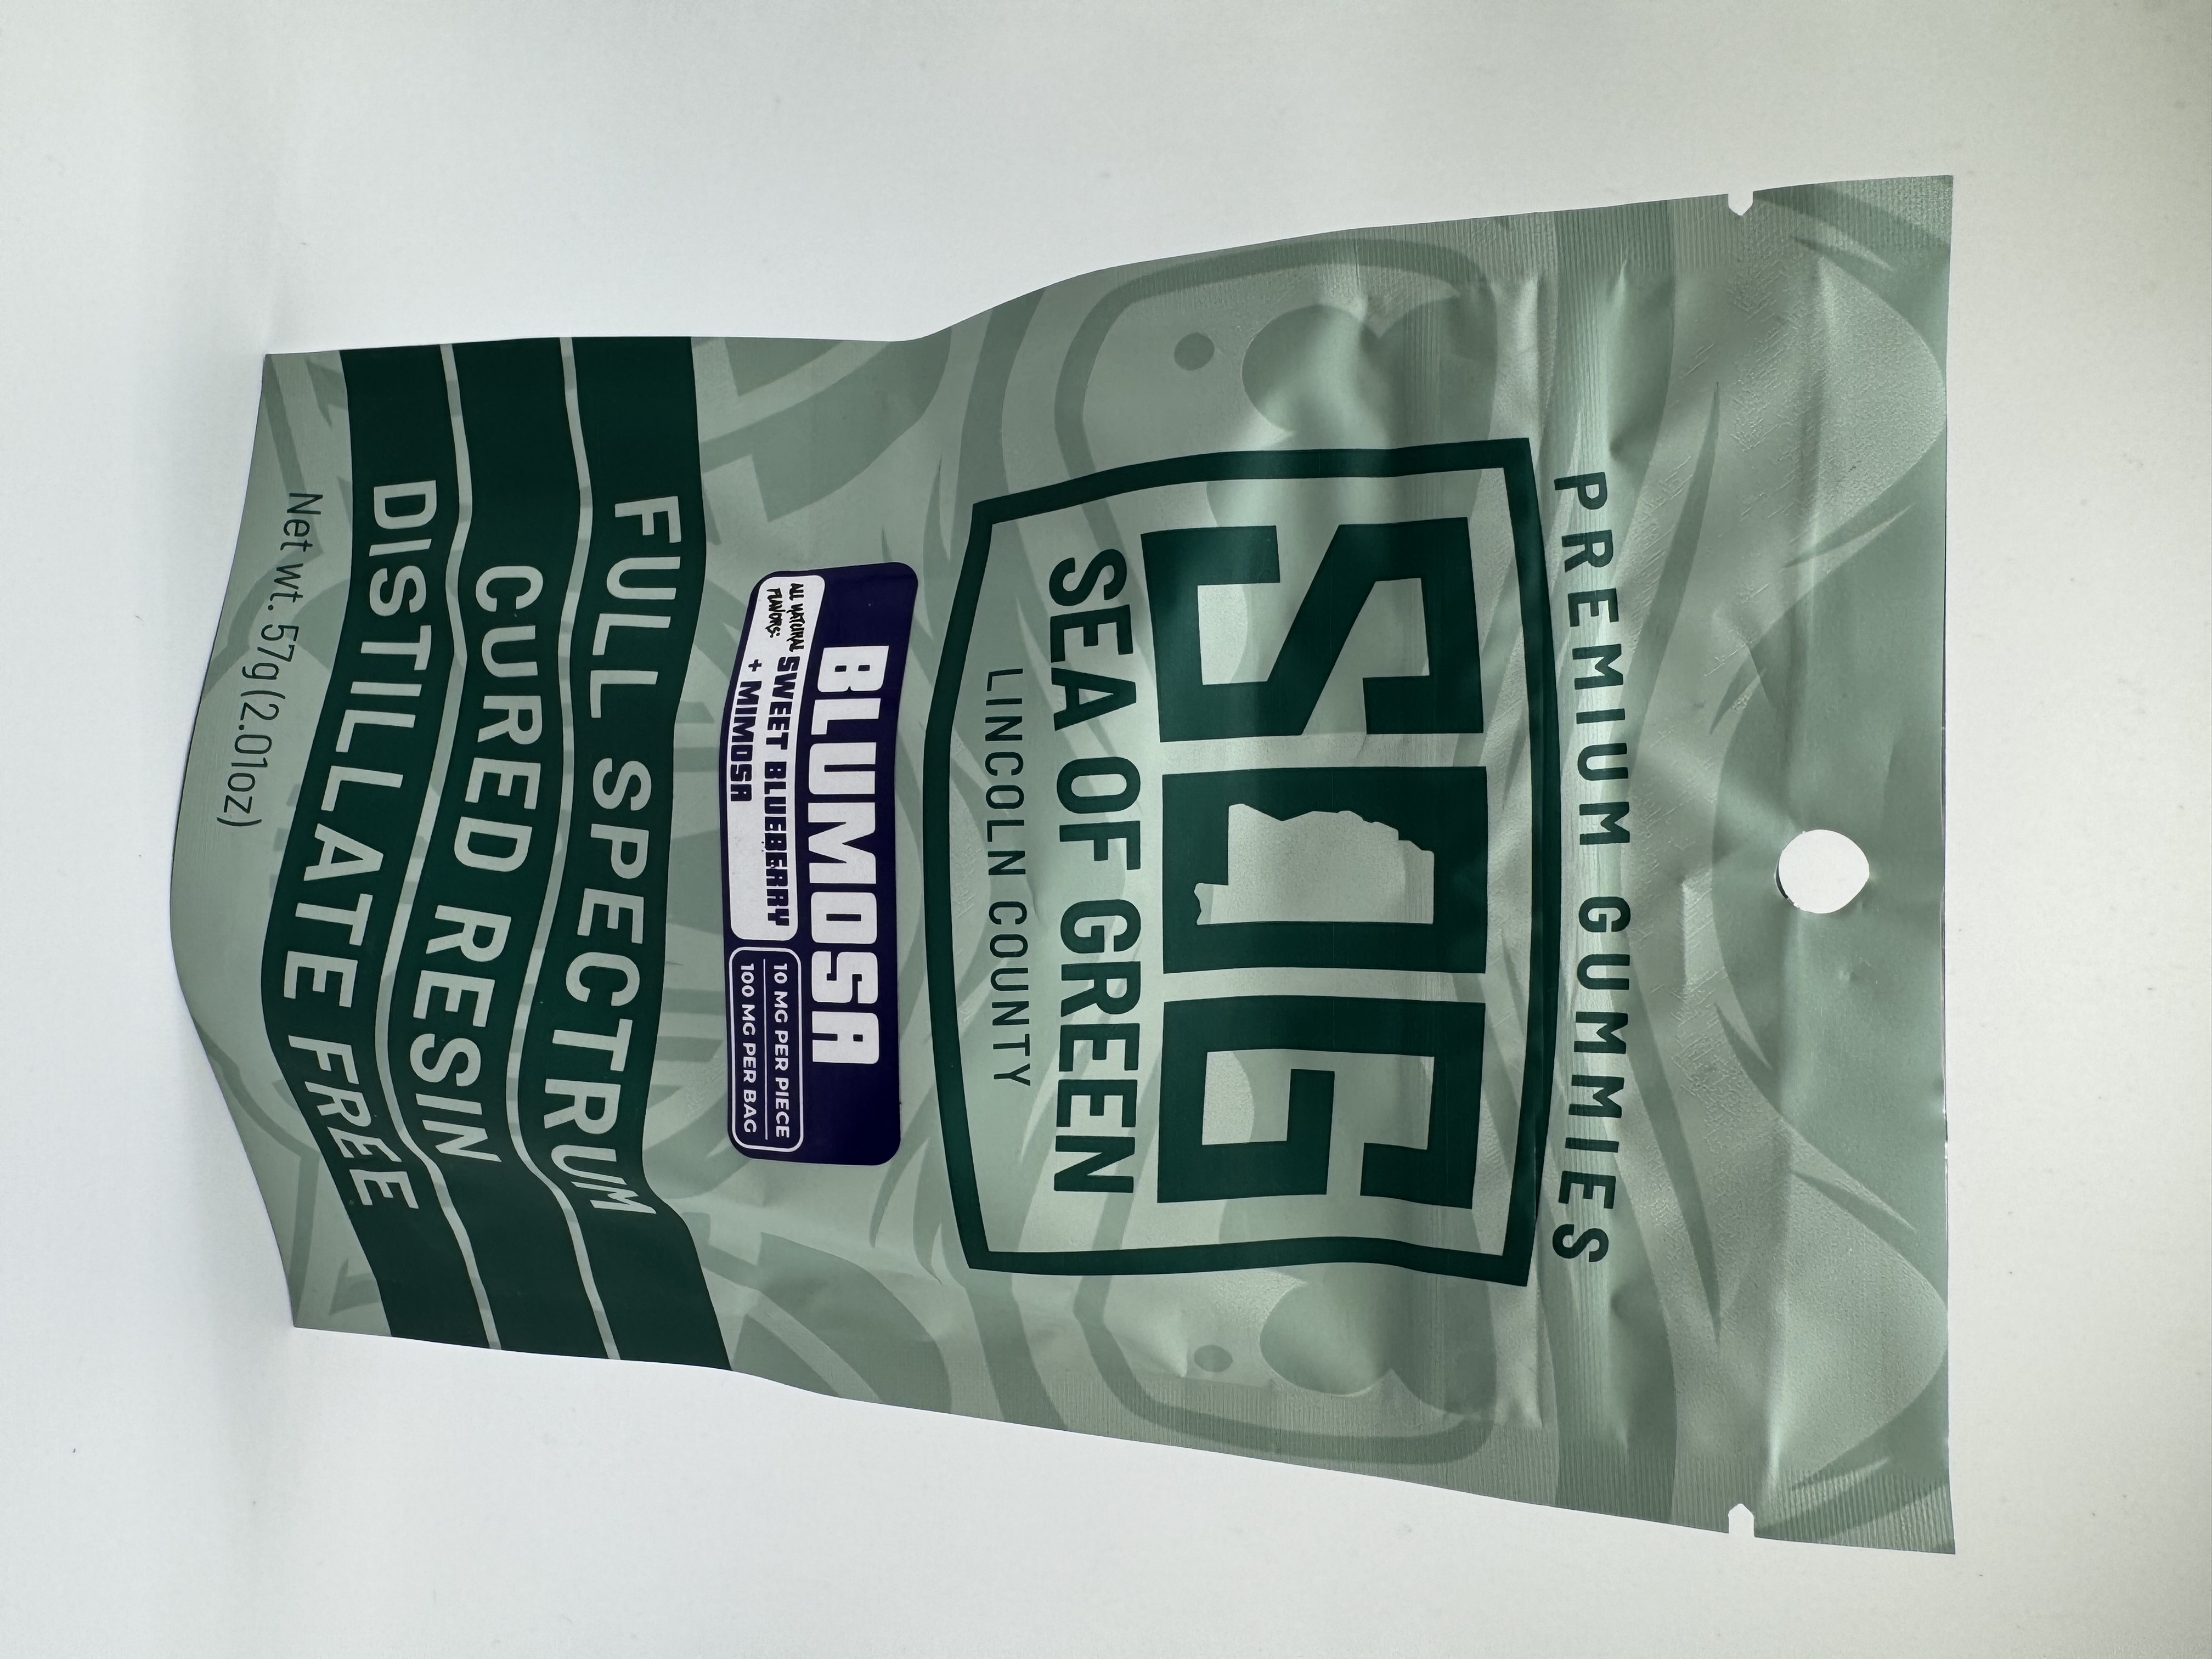 PREMIUM GUMMIES
SOG
SEA OF GREEN
LINCOLN COUNTY
BLUMOSA
ALL NATURAL FLAVORS:
SWEET BLUEBERRY
+ MIMOSA
10 MG PER PIECE
100 MG PER BAG
FULL SPECTRUM
CURED RESIN
DISTILLATE FREE
Net wt. 57g (2.01oz)